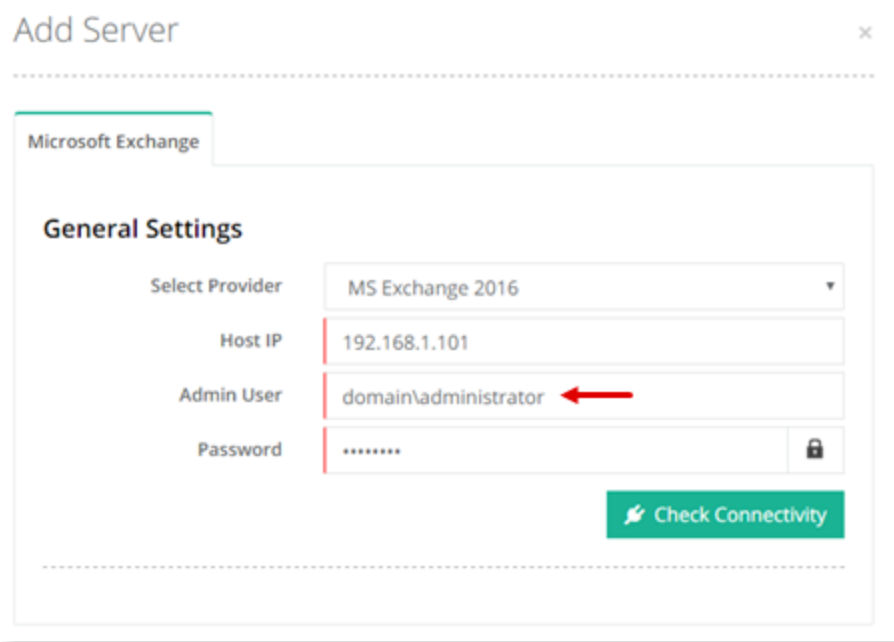 Add Server
×
Microsoft Exchange
General Settings
Select Provider MS Exchange 2016
Host IP 192.168.1.101
Admin User domain\administrator
Password ••••••••
Check Connectivity